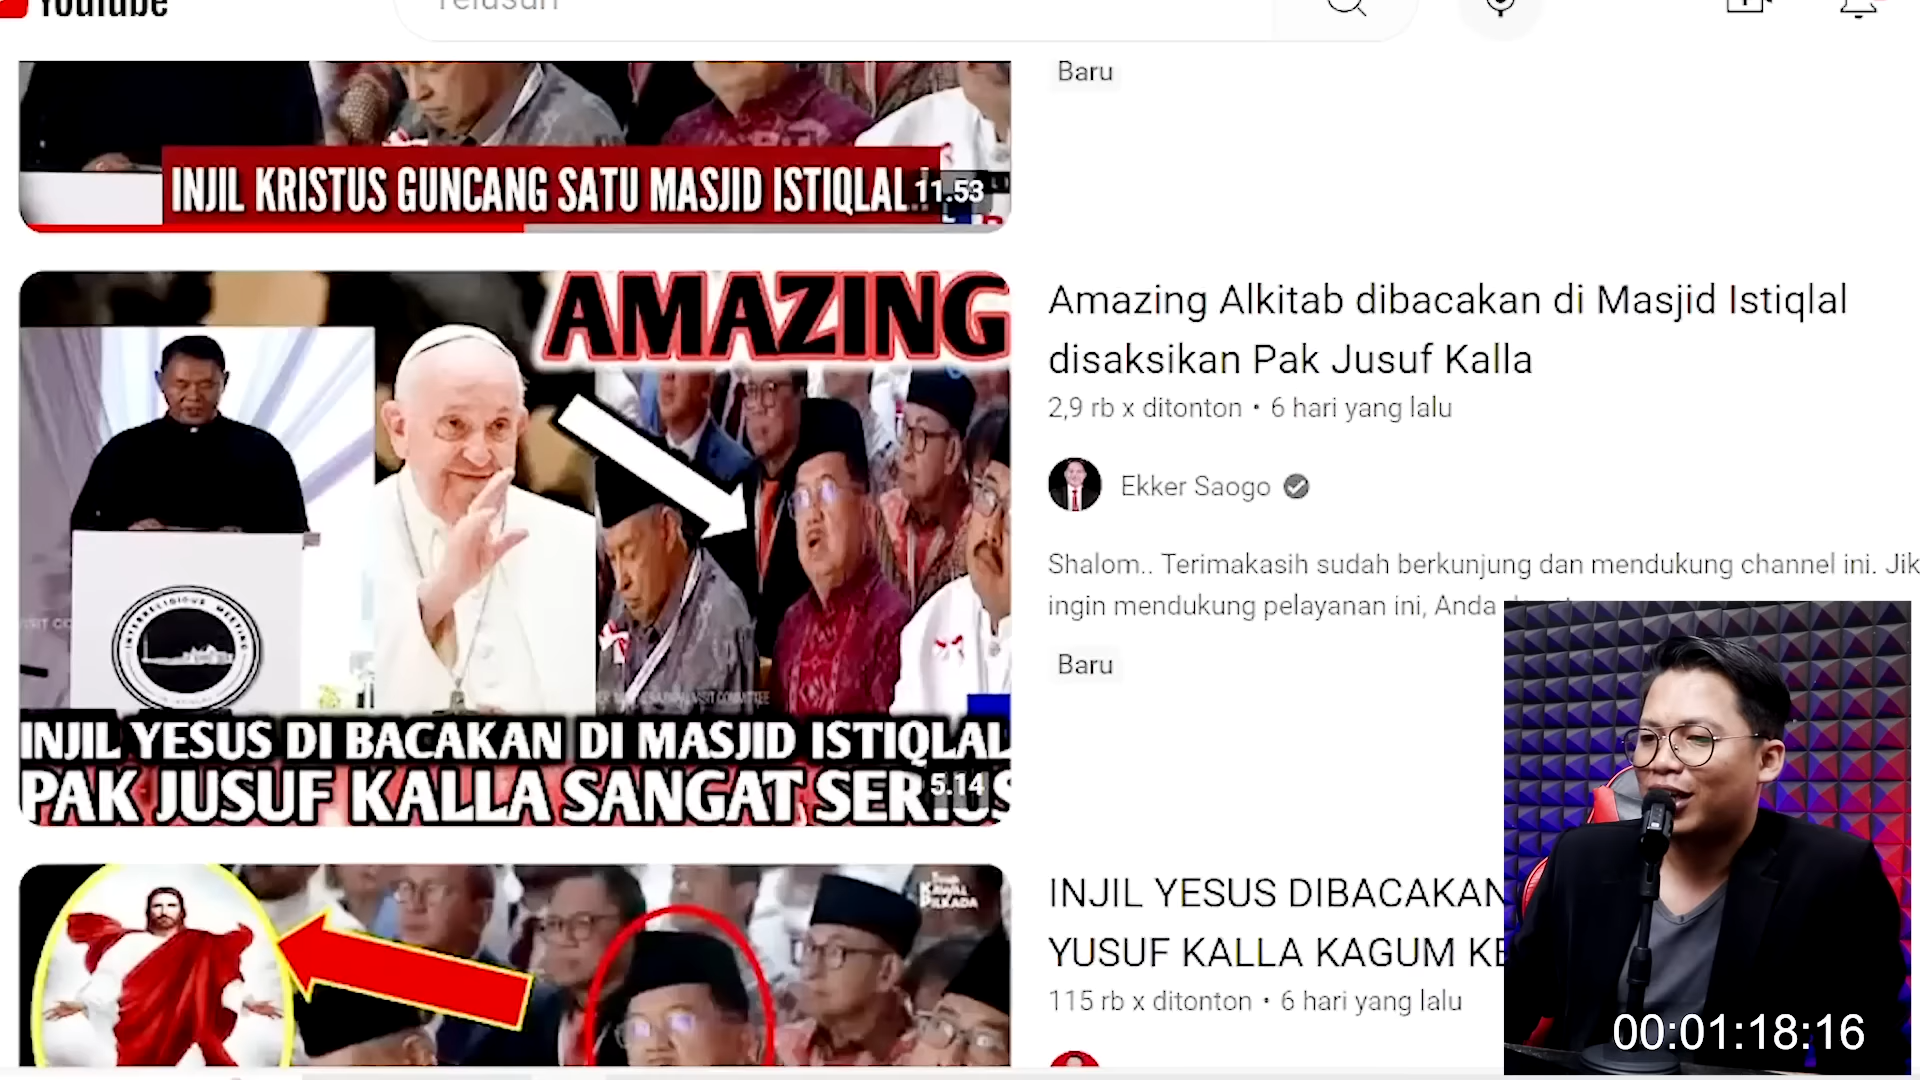 YouTube
Telusuri
INJIL KRISTUS GUNCANG SATU MASJID ISTIQLAL..
11.53
Baru
AMAZING
INTERRELIGIOUS MEETING
INJIL YESUS DI BACAKAN DI MASJID ISTIQLAL
PAK JUSUF KALLA SANGAT SERIUS
5.14
Amazing Alkitab dibacakan di Masjid Istiqlal
disaksikan Pak Jusuf Kalla
2,9 rb x ditonton • 6 hari yang lalu
Ekker Saogo
Shalom.. Terimakasih sudah berkunjung dan mendukung channel ini. Jik
ingin mendukung pelayanan ini, Anda
Baru
KAWAL
PILKADA
INJIL YESUS DIBACAKAN
YUSUF KALLA KAGUM KE
115 rb x ditonton • 6 hari yang lalu
00:01:18:16